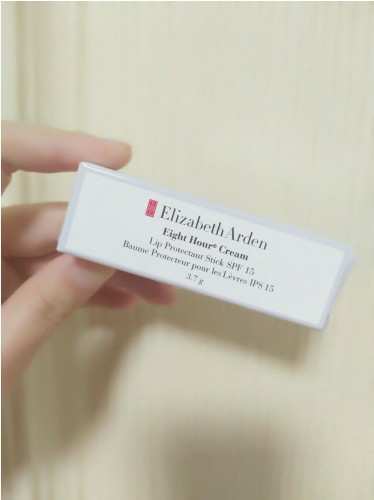 Elizabeth Arden
Eight Hour® Cream
Lip Protectant Stick SPF 15
Baume Protecteur pour les Lèvres IPS 15
3.7 g